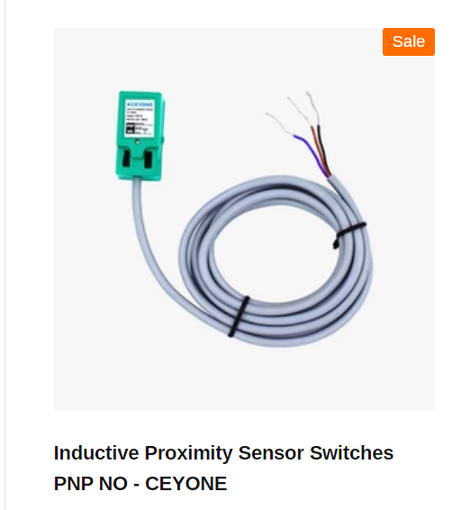 Sale
CEYONE
Inductive Proximity Sensor Switches
PNP NO - CEYONE